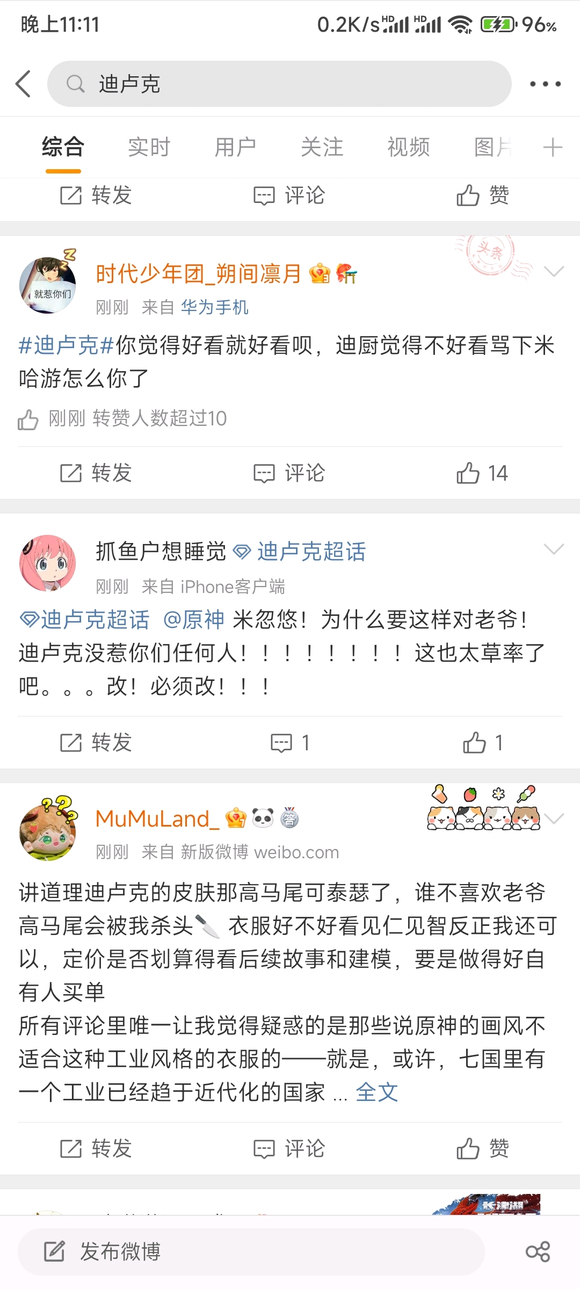 晚上11:11
0.2K/s HD HD 96%
迪卢克
综合 实时 用户 关注 视频 图片
转发 评论 赞
头条
就惹你们
时代少年团_朔间凛月
刚刚 来自 华为手机
#迪卢克#你觉得好看就好看呗，迪厨觉得不好看骂下米
哈游怎么你了
刚刚 转赞人数超过10
转发 评论 14
抓鱼户想睡觉 迪卢克超话
刚刚 来自 iPhone客户端
迪卢克超话 @原神 米忽悠！为什么要这样对老爷！
迪卢克没惹你们任何人！！！！！！！！这也太草率了
吧。。。改！必须改！！！
转发 1 1
MuMuLand_
刚刚 来自 新版微博 weibo.com
讲道理迪卢克的皮肤那高马尾可泰瑟了，谁不喜欢老爷
高马尾会被我杀头🔪 衣服好不好看见仁见智反正我还可
以，定价是否划算得看后续故事和建模，要是做得好自
有人买单
所有评论里唯一让我觉得疑惑的是那些说原神的画风不
适合这种工业风格的衣服的——就是，或许，七国里有
一个工业已经趋于近代化的国家 ... 全文
转发 评论 赞
长津湖
发布微博